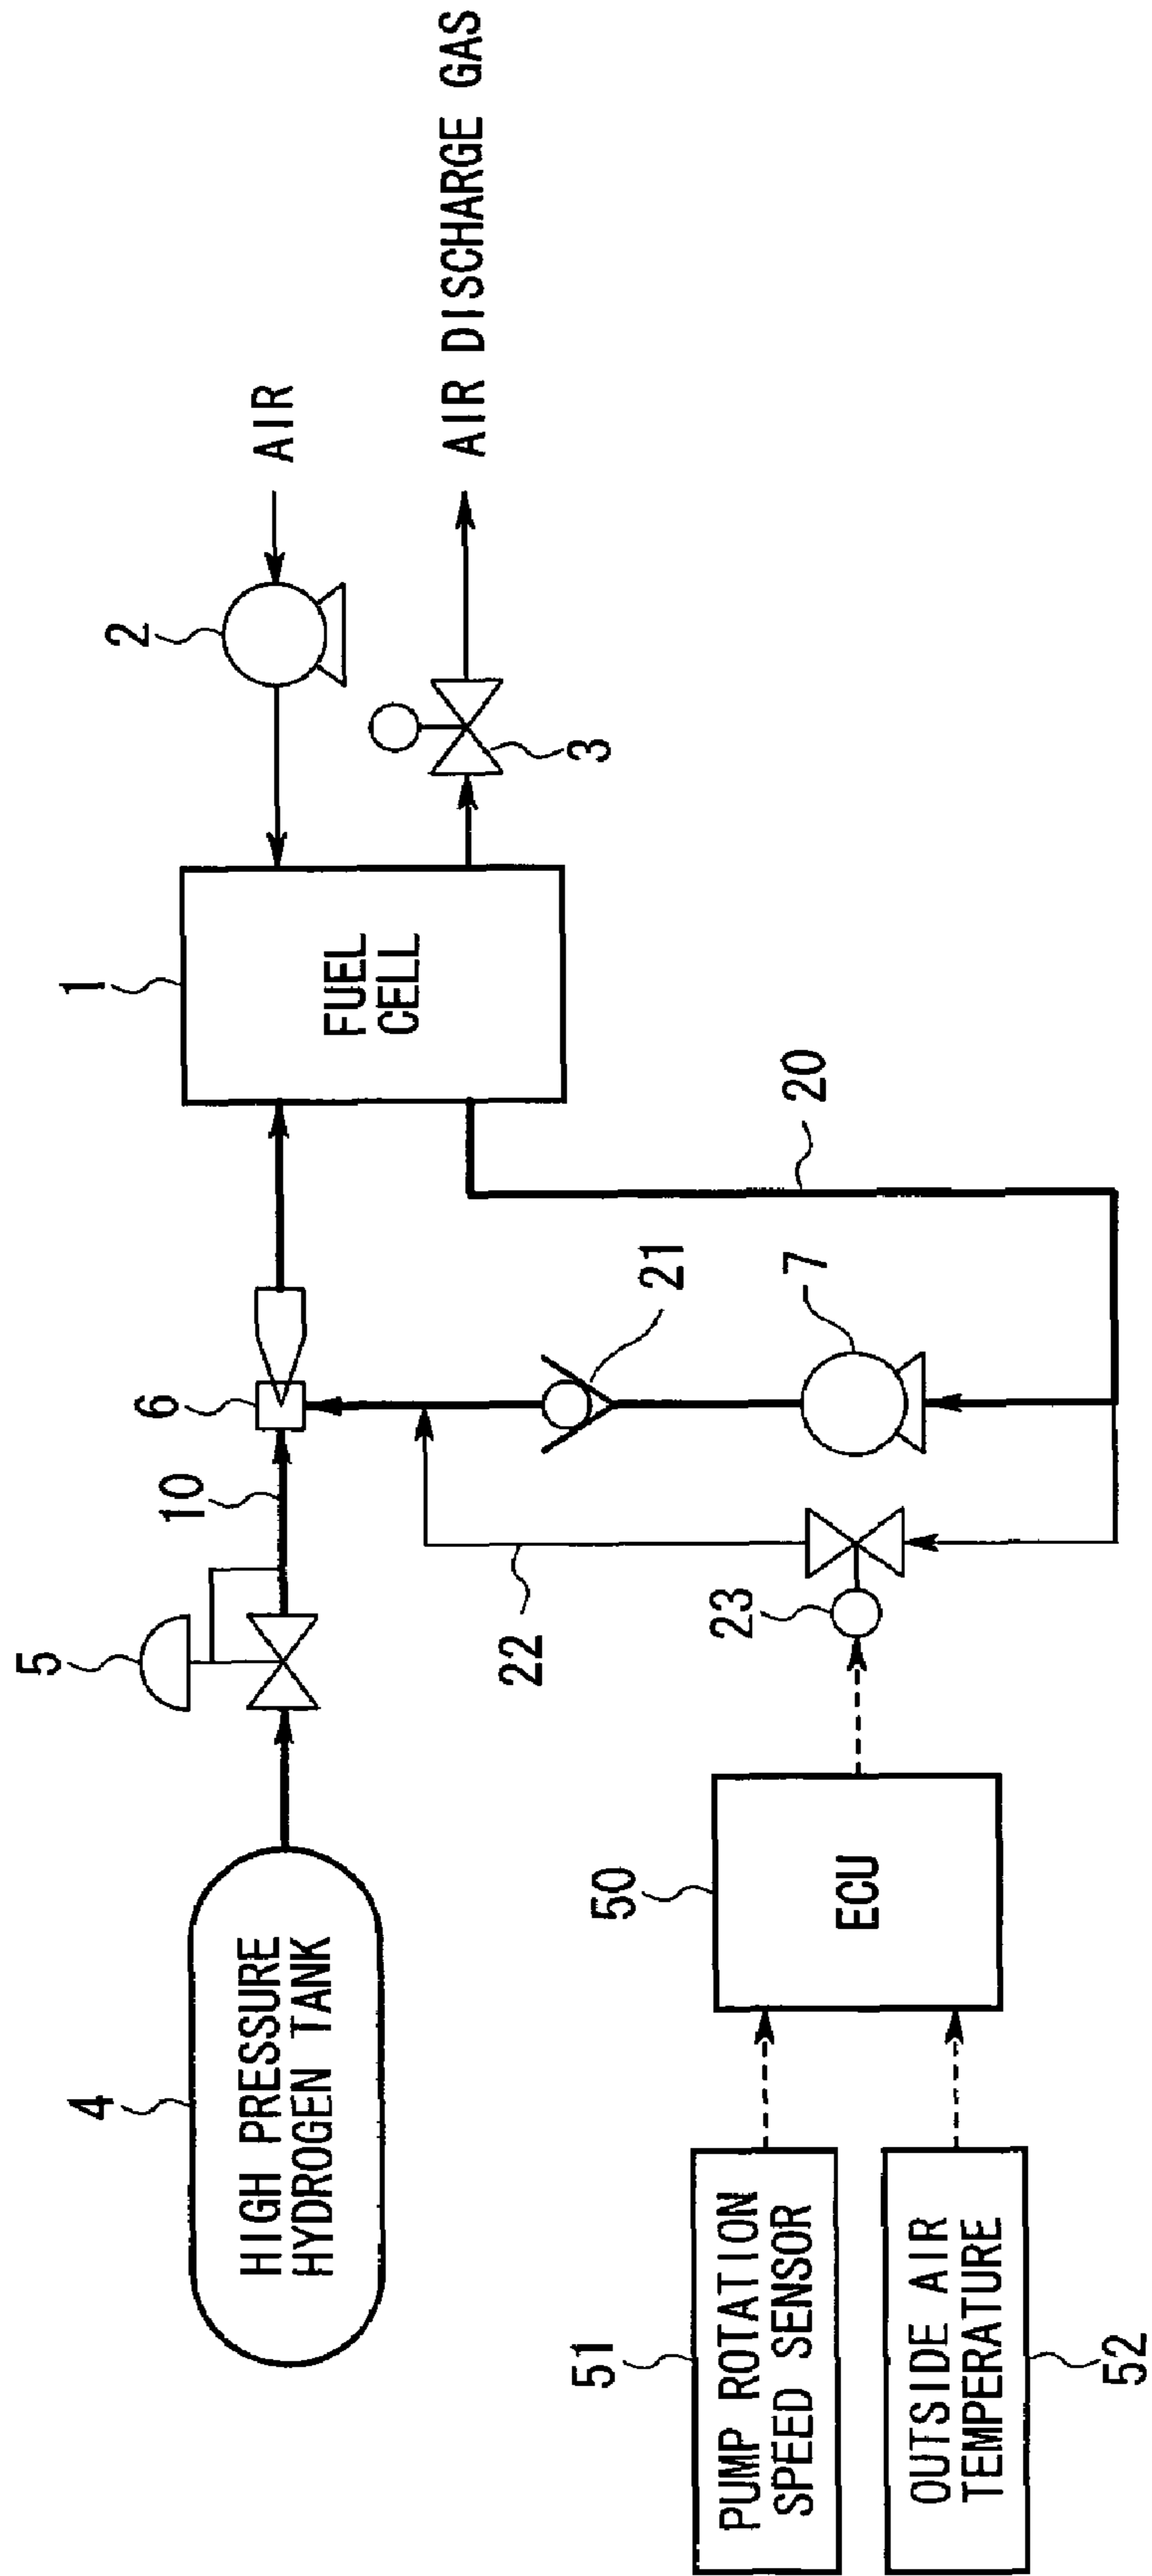 4
HIGH PRESSURE
HYDROGEN TANK
5
10
6
1
FUEL
CELL
2
AIR
3
AIR DISCHARGE GAS
22
21
20
7
23
50
ECU
51
PUMP ROTATION
SPEED SENSOR
OUTSIDE AIR
TEMPERATURE
52